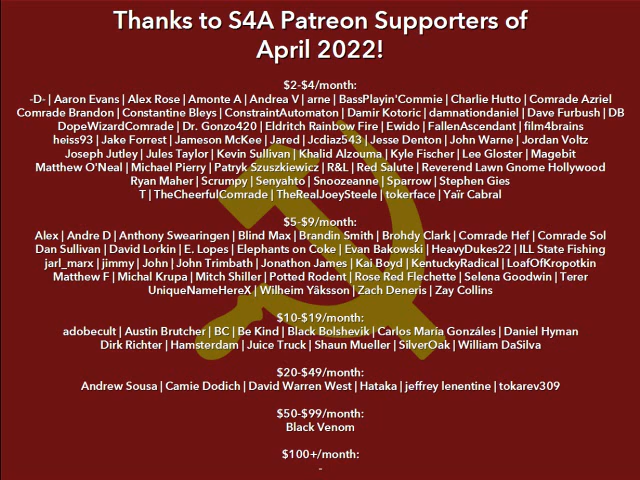 Thanks to S4A Patreon Supporters of
April 2022!
$2-$4/month:
-D- | Aaron Evans | Alex Rose | Amonte A | Andrea V | arne | BassPlayin'Commie | Charlie Hutto | Comrade Azriel
Comrade Brandon | Constantine Bleys | ConstraintAutomaton | Damir Kotoric | damnationdaniel | Dave Furbush | DB
DopeWizardComrade | Dr. Gonzo420 | Eldritch Rainbow Fire | Ewido | FallenAscendant | film4brains
heiss93 | Jake Forrest | Jameson McKee | Jared | Jcdiaz543 | Jesse Denton | John Warne | Jordan Voltz
Joseph Jutley | Jules Taylor | Kevin Sullivan | Khalid Alzouma | Kyle Fischer | Lee Gloster | Magebit
Matthew O'Neal | Michael Pierry | Patryk Szuszkiewicz | R&L | Red Salute | Reverend Lawn Gnome Hollywood
Ryan Maher | Scrumpy | Senyahto | Snoozeanne | Sparrow | Stephen Gies
T | TheCheerfulComrade | TheRealJoeySteele | tokerface | Yaïr Cabral
$5-$9/month:
Alex | Andre D | Anthony Swearingen | Blind Max | Brandin Smith | Brohdy Clark | Comrade Hef | Comrade Sol
Dan Sullivan | David Lorkin | E. Lopes | Elephants on Coke | Evan Bakowski | HeavyDukes22 | ILL State Fishing
jarl_marx | jimmy | John | John Trimbath | Jonathon James | Kai Boyd | KentuckyRadical | LoafOfKropotkin
Matthew F | Michal Krupa | Mitch Shiller | Potted Rodent | Rose Red Flechette | Selena Goodwin | Terer
UniqueNameHereX | Wilheim Yâksson | Zach Deneris | Zay Collins
$10-$19/month:
adobecult | Austin Brutcher | BC | Be Kind | Black Bolshevik | Carlos María Gonzáles | Daniel Hyman
Dirk Richter | Hamsterdam | Juice Truck | Shaun Mueller | SilverOak | William DaSilva
$20-$49/month:
Andrew Sousa | Camie Dodich | David Warren West | Hataka | jeffrey lenentine | tokarev309
$50-$99/month:
Black Venom
$100+/month:
-